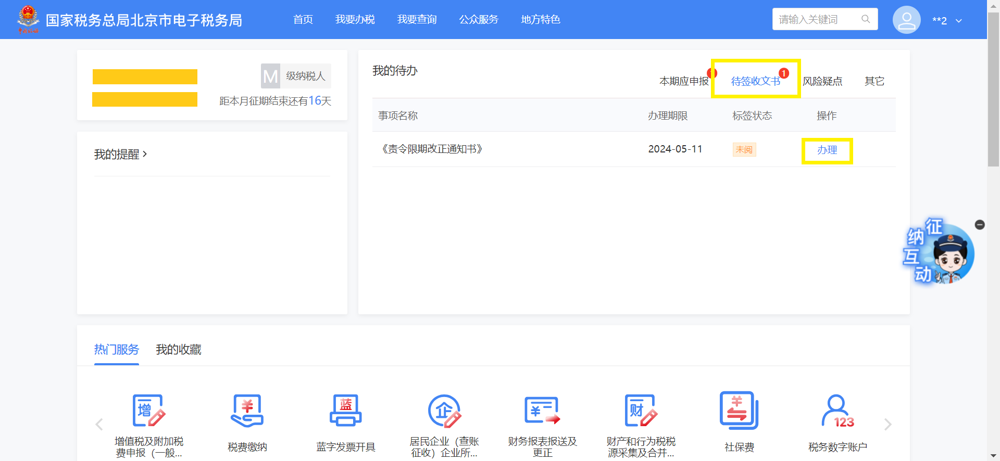 国家税务总局北京市电子税务局
首页 我要办税 我要查询 公众服务 地方特色
请输入关键词
**2
M 级纳税人
距本月征期结束还有16天
我的提醒
我的待办
本期应申报 待签收文书 1 风险疑点 其它
事项名称 办理期限 标签状态 操作
《责令限期改正通知书》 2024-05-11 未阅 办理
征
纳
互
动
热门服务 我的收藏
增
增值税及附加税
费申报（一般...
税费缴纳
蓝
蓝字发票开具
企
居民企业（查账
征收）企业所...
财务报表报送及
更正
财
财产和行为税税
源采集及合并...
社保费
123
税务数字账户